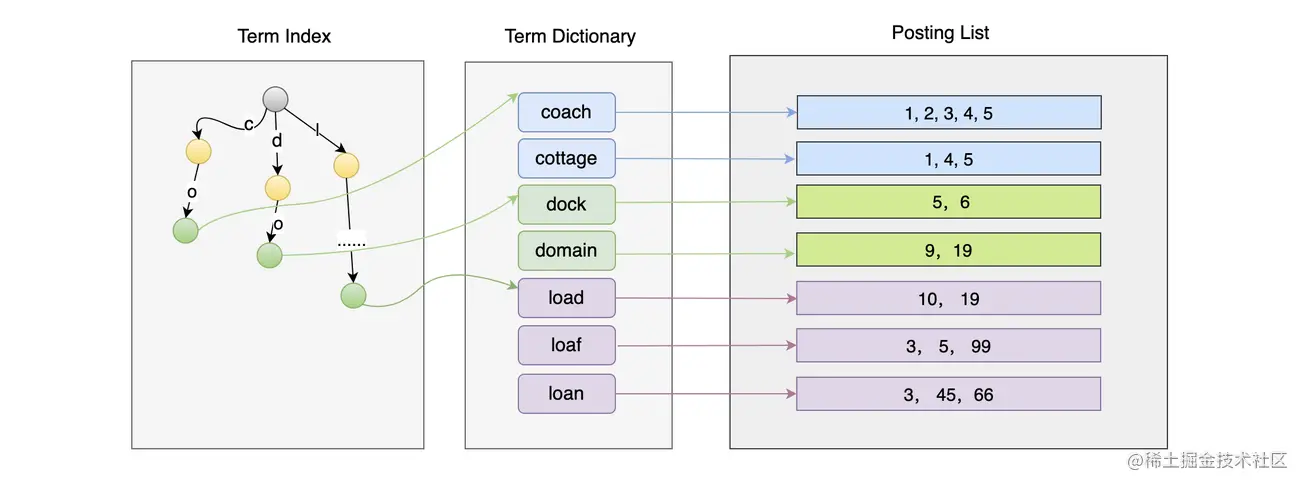 Term Index
Term Dictionary
Posting List
c
d
l
o
o
......
coach
cottage
dock
domain
load
loaf
loan
1, 2, 3, 4, 5
1, 4, 5
5, 6
9, 19
10, 19
3, 5, 99
3, 45, 66
@稀土掘金技术社区